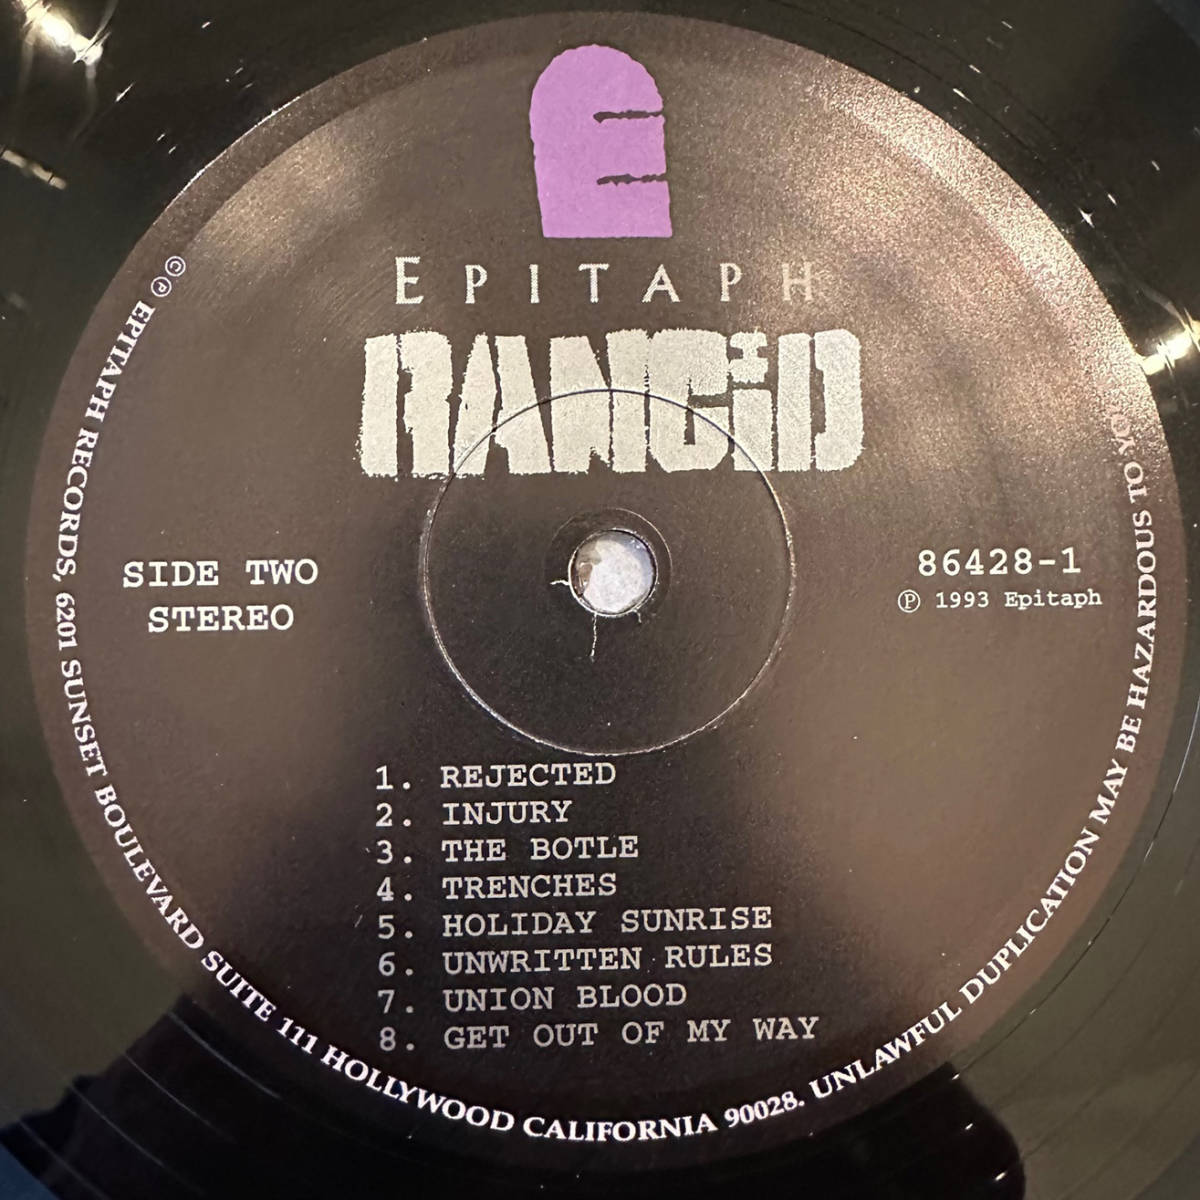 EPITAPH
RANCiD
SIDE TWO
STEREO
86428-1
Ⓟ 1993 Epitaph
1. REJECTED
2. INJURY
3. THE BOTLE
4. TRENCHES
5. HOLIDAY SUNRISE
6. UNWRITTEN RULES
7. UNION BLOOD
8. GET OUT OF MY WAY
©Ⓟ EPITAPH RECORDS, 6201 SUNSET BOULEVARD SUITE 111 HOLLYWOOD CALIFORNIA 90028. UNLAWFUL DUPLICATION MAY BE HAZARDOUS TO